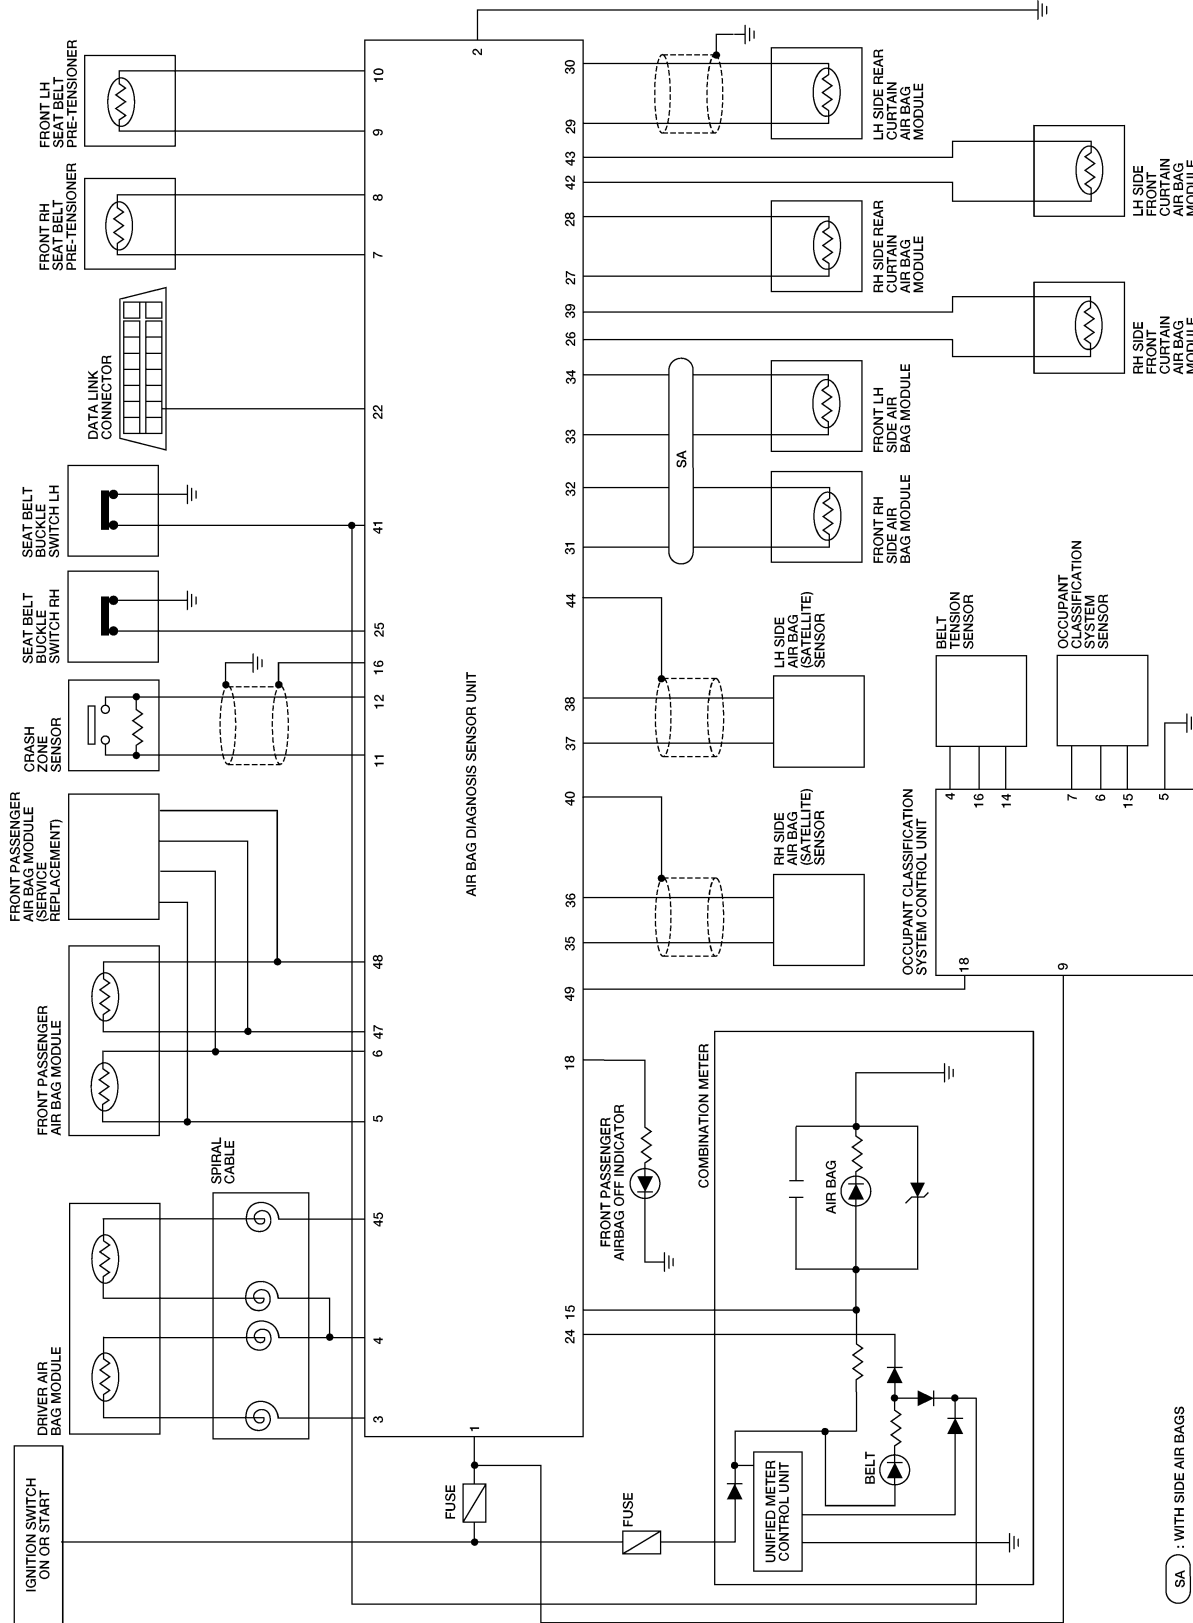 IGNITION SWITCH
ON OR START
DRIVER AIR
BAG MODULE
SPIRAL
CABLE
FRONT PASSENGER
AIR BAG MODULE
FRONT PASSENGER
AIR BAG MODULE
(SERVICE
REPLACEMENT)
CRASH
ZONE
SENSOR
SEAT BELT
BUCKLE
SWITCH RH
SEAT BELT
BUCKLE
SWITCH LH
DATA LINK
CONNECTOR
FRONT RH
SEAT BELT
PRE-TENSIONER
FRONT LH
SEAT BELT
PRE-TENSIONER
3
4
45
5
6
47
48
11
12
16
25
41
22
7
8
9
10
FUSE
1
AIR BAG DIAGNOSIS SENSOR UNIT
2
24
15
18
49
35
36
40
37
38
44
31
32
33
34
26
39
27
28
42
43
29
30
FUSE
FRONT PASSENGER
AIRBAG OFF INDICATOR
SA
COMBINATION METER
UNIFIED METER
CONTROL UNIT
BELT
AIR BAG
RH SIDE
AIR BAG
(SATELLITE)
SENSOR
LH SIDE
AIR BAG
(SATELLITE)
SENSOR
FRONT RH
SIDE AIR
BAG MODULE
FRONT LH
SIDE AIR
BAG MODULE
RH SIDE REAR
CURTAIN
AIR BAG
MODULE
LH SIDE REAR
CURTAIN
AIR BAG
MODULE
OCCUPANT CLASSIFICATION
SYSTEM CONTROL UNIT
18
9
4
16
14
7
6
15
5
BELT
TENSION
SENSOR
OCCUPANT
CLASSIFICATION
SYSTEM
SENSOR
RH SIDE
FRONT
CURTAIN
AIR BAG
MODULE
LH SIDE
FRONT
CURTAIN
AIR BAG
MODULE
SA : WITH SIDE AIR BAGS